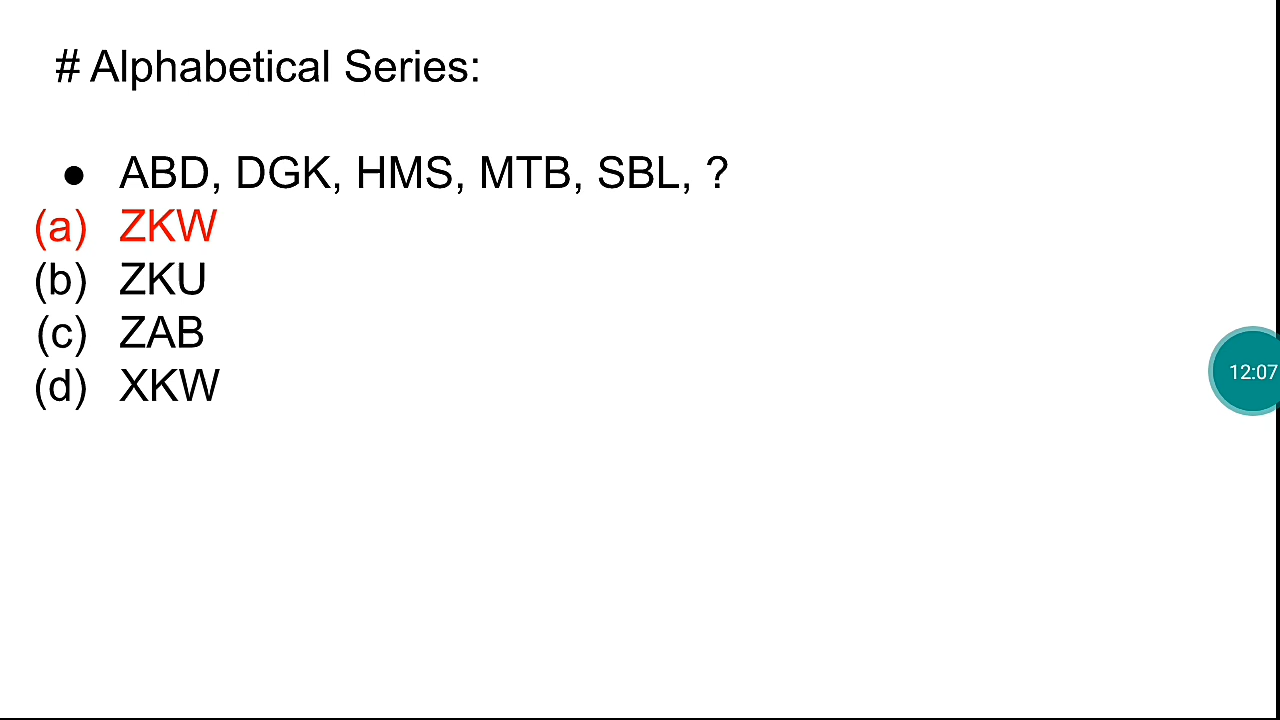 # Alphabetical Series:
● ABD, DGK, HMS, MTB, SBL, ?
(a) ZKW
(b) ZKU
(c) ZAB
(d) XKW
12:07